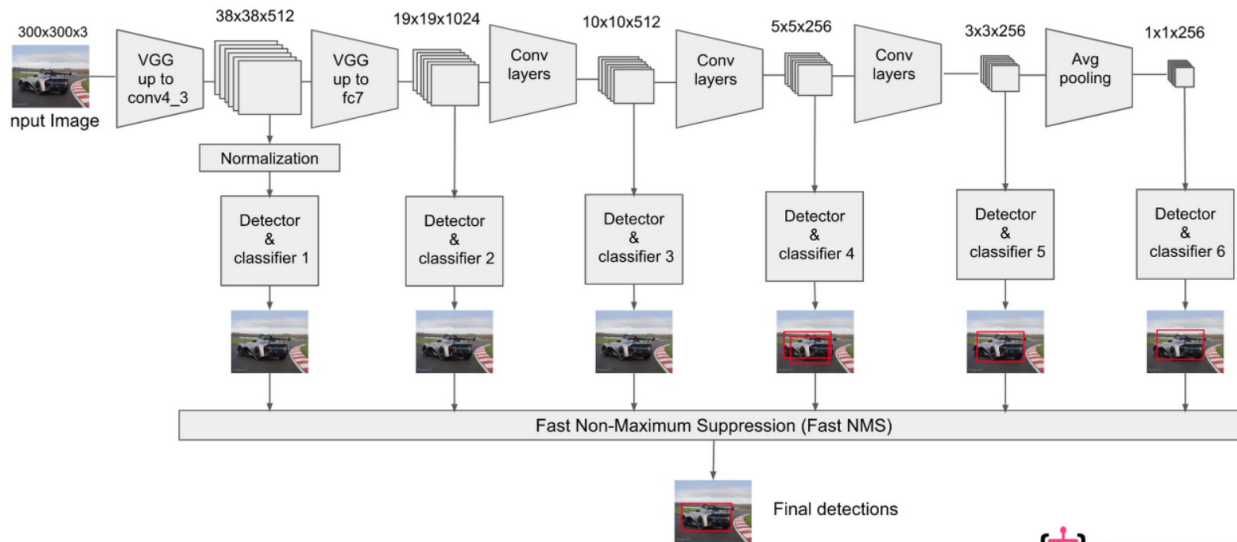 38x38x512
19x19x1024
10x10x512
5x5x256
3x3x256
1x1x256
300x300x3
VGG
up to
conv4_3
VGG
up to
fc7
Conv
layers
Conv
layers
Conv
layers
Avg
pooling
nput Image
Normalization
Detector
&
classifier 1
Detector
&
classifier 2
Detector
&
classifier 3
Detector
&
classifier 4
Detector
&
classifier 5
Detector
&
classifier 6
Fast Non-Maximum Suppression (Fast NMS)
Final detections